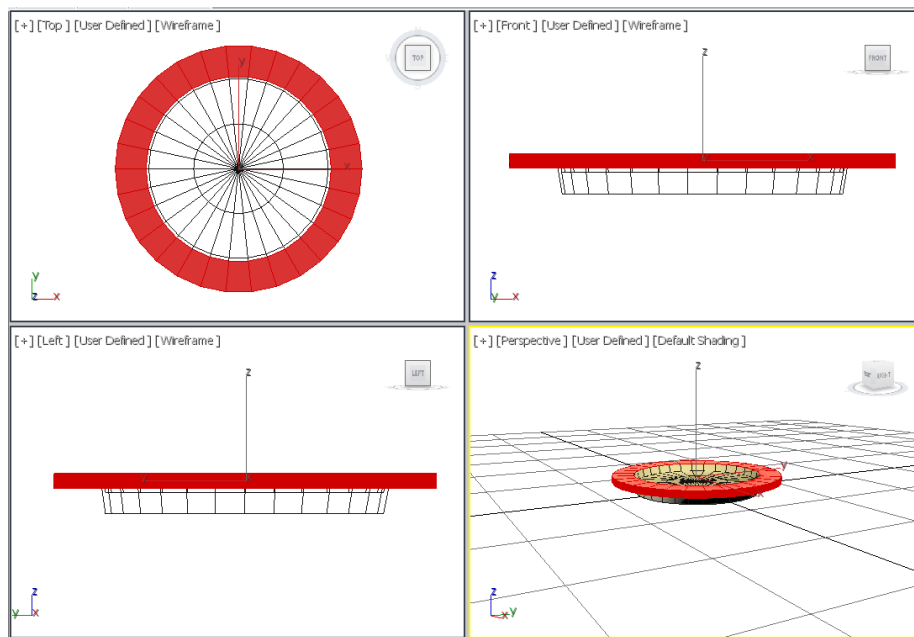 [+] [Top] [User Defined] [Wireframe]
TOP
y
x
y
z x
[+] [Front] [User Defined] [Wireframe]
FRONT
z
x
z
y x
[+] [Left] [User Defined] [Wireframe]
LEFT
z
z
y x
[+] [Perspective] [User Defined] [Default Shading]
RIGHT
z
y
x
z
x y